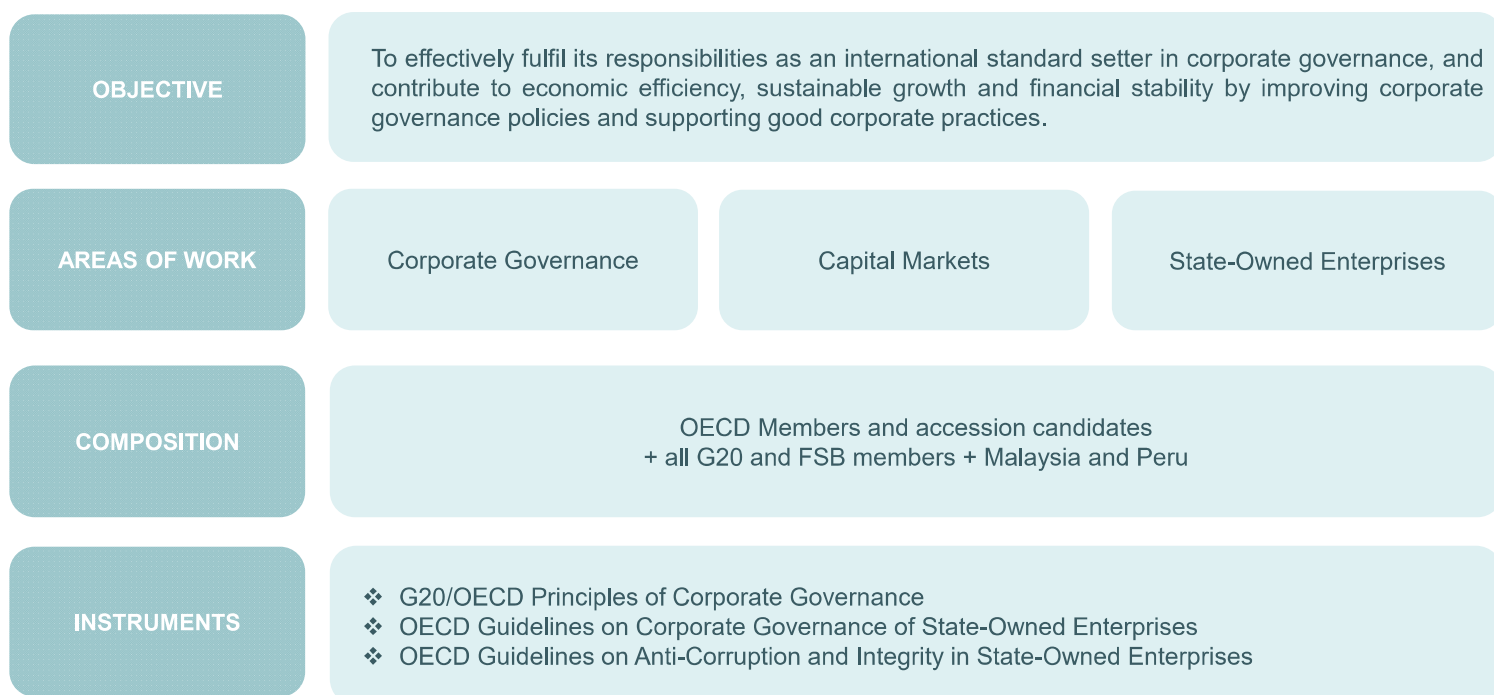 OBJECTIVE
To effectively fulfil its responsibilities as an international standard setter in corporate governance, and
contribute to economic efficiency, sustainable growth and financial stability by improving corporate
governance policies and supporting good corporate practices.
AREAS OF WORK
Corporate Governance
Capital Markets
State-Owned Enterprises
COMPOSITION
OECD Members and accession candidates
+ all G20 and FSB members + Malaysia and Peru
INSTRUMENTS
❖ G20/OECD Principles of Corporate Governance
❖ OECD Guidelines on Corporate Governance of State-Owned Enterprises
❖ OECD Guidelines on Anti-Corruption and Integrity in State-Owned Enterprises